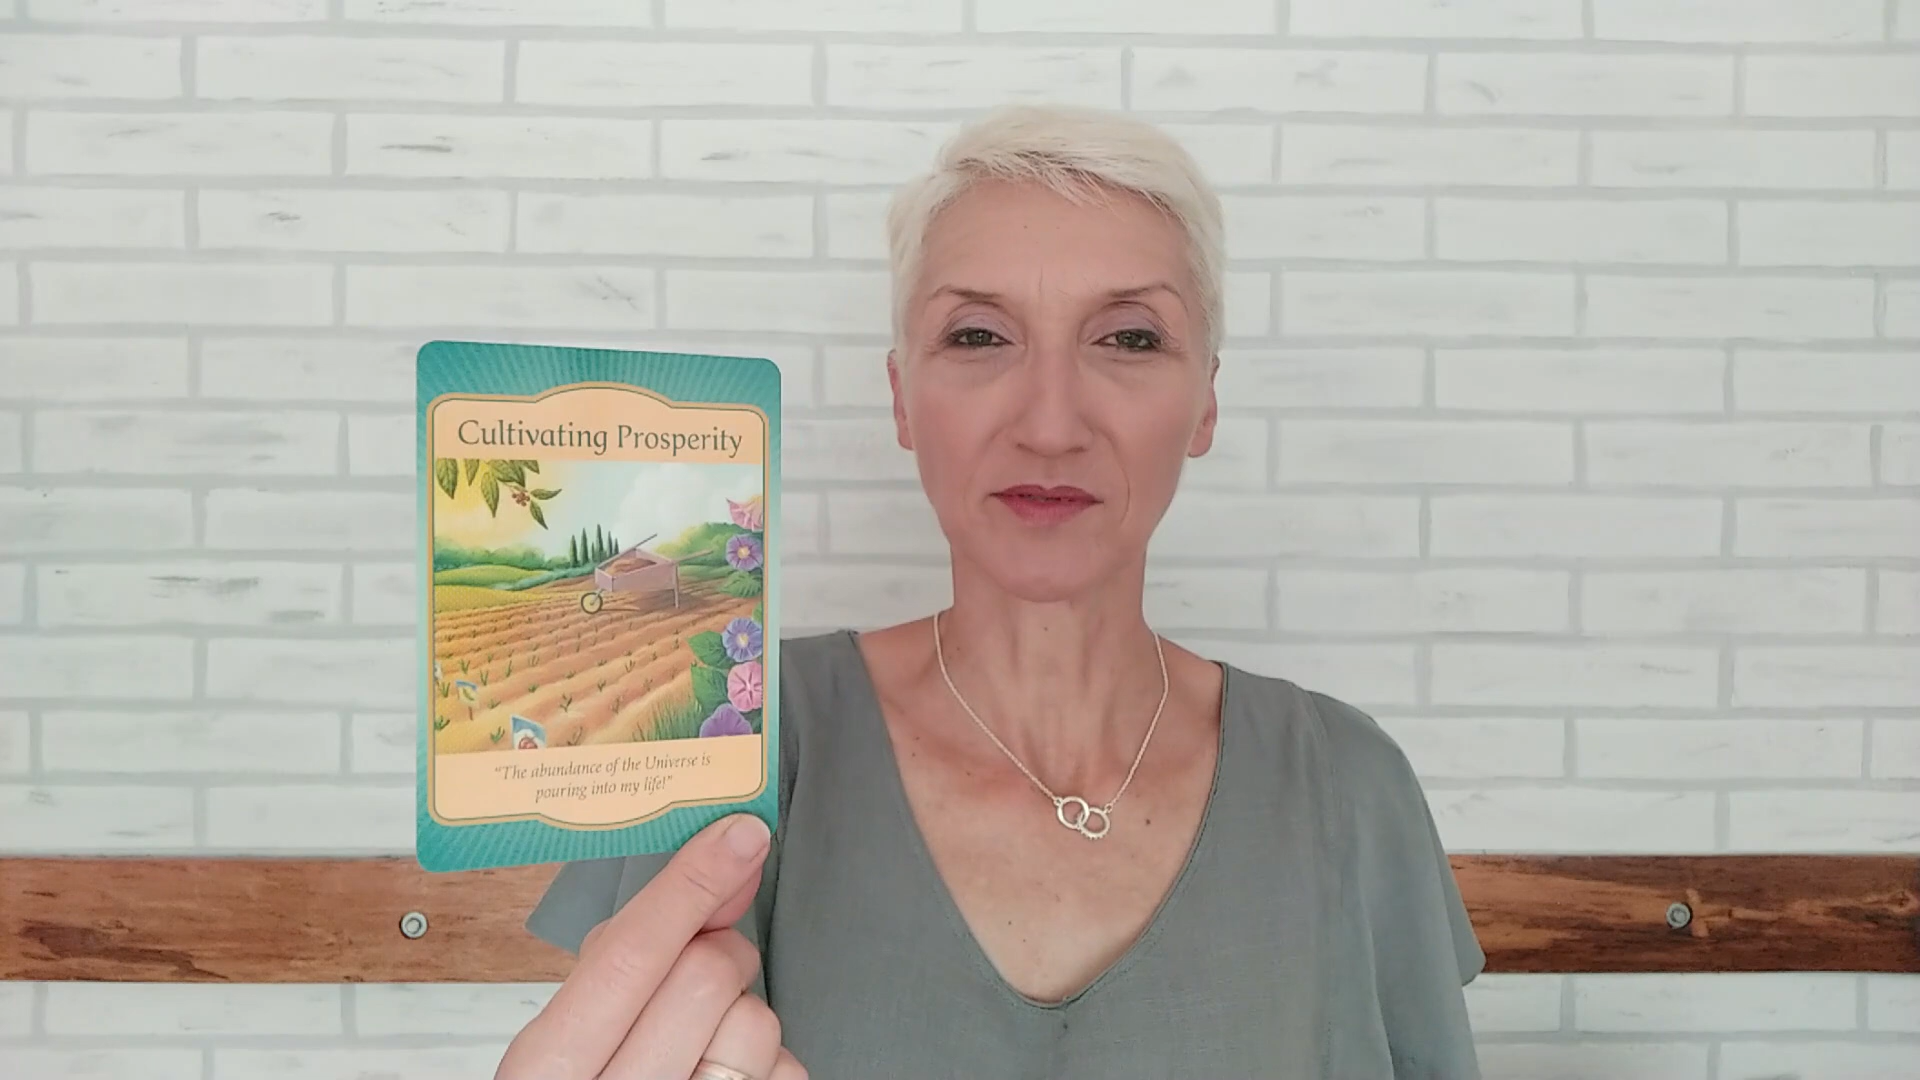 Cultivating Prosperity
"The abundance of the Universe is
pouring into my life!"